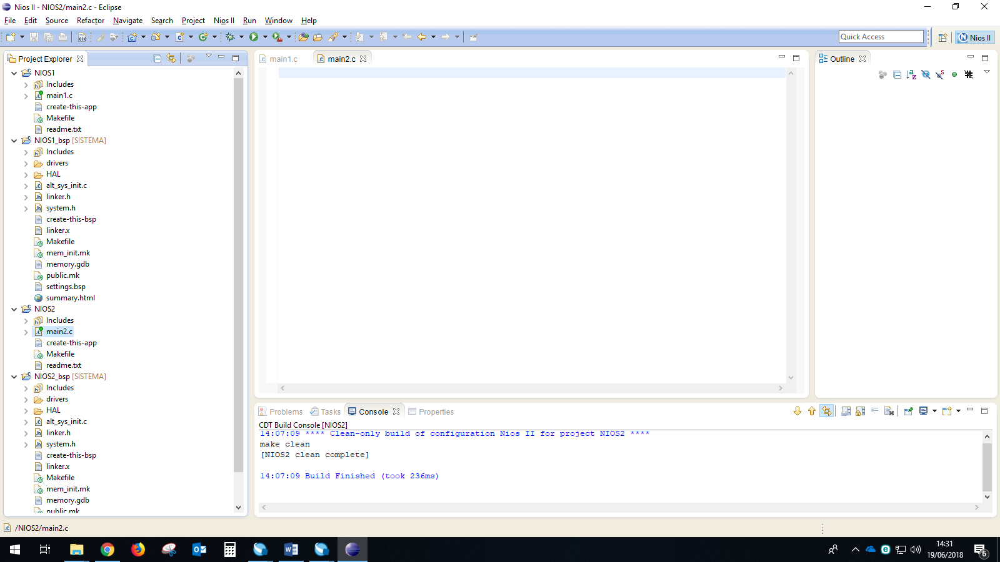 Nios II - NIOS2/main2.c - Eclipse
File Edit Source Refactor Navigate Search Project Nios II Run Window Help
Quick Access
Nios II
Project Explorer
NIOS1
Includes
main1.c
create-this-app
Makefile
readme.txt
NIOS1_bsp [SISTEMA]
Includes
drivers
HAL
alt_sys_init.c
linker.h
system.h
create-this-bsp
linker.x
Makefile
mem_init.mk
memory.gdb
public.mk
settings.bsp
summary.html
NIOS2
Includes
main2.c
create-this-app
Makefile
readme.txt
NIOS2_bsp [SISTEMA]
Includes
drivers
HAL
alt_sys_init.c
linker.h
system.h
create-this-bsp
linker.x
Makefile
mem_init.mk
memory.gdb
public.mk
main1.c main2.c
Outline
Problems Tasks Console Properties
CDT Build Console [NIOS2]
14:07:09 **** Clean-only build of configuration Nios II for project NIOS2 ****
make clean
[NIOS2 clean complete]
14:07:09 Build Finished (took 236ms)
/NIOS2/main2.c
14:31
19/06/2018
6